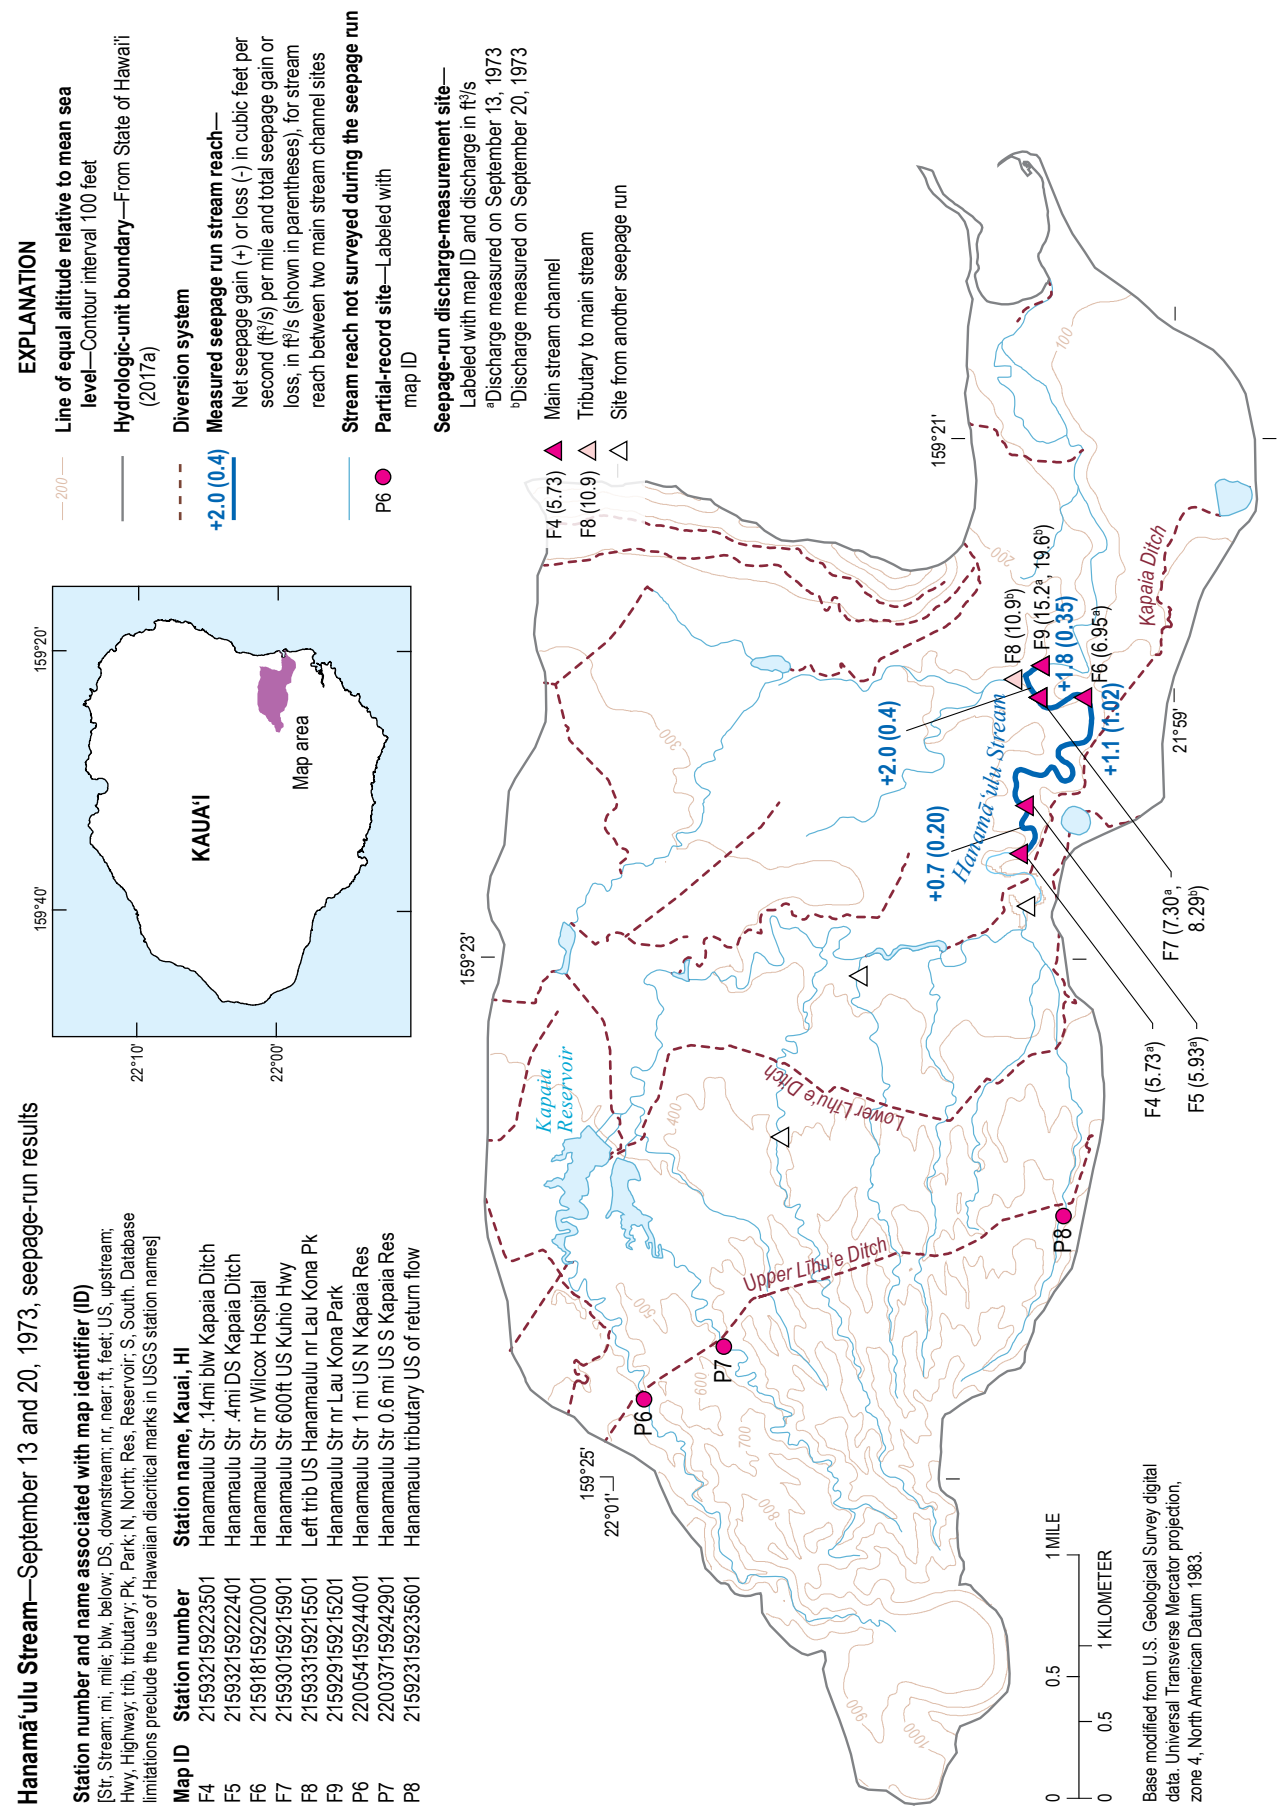 Hanamāʻulu Stream—September 13 and 20, 1973, seepage-run results
Station number and name associated with map identifier (ID)
[Str, Stream; mi, mile; blw, below; DS, downstream; nr, near; ft, feet; US, upstream;
Hwy, Highway; trib, tributary; Pk, Park; N, North; Res, Reservoir; S, South. Database
limitations preclude the use of Hawaiian diacritical marks in USGS station names]
Map ID Station number Station name, Kauai, HI
F4 215932159223501 Hanamaulu Str .14mi blw Kapaia Ditch
F5 215932159222401 Hanamaulu Str .4mi DS Kapaia Ditch
F6 215918159220001 Hanamaulu Str nr Wilcox Hospital
F7 215930159215901 Hanamaulu Str 600ft US Kuhio Hwy
F8 215933159215501 Left trib US Hanamaulu nr Lau Kona Pk
F9 215929159215201 Hanamaulu Str nr Lau Kona Park
P6 220054159244001 Hanamaulu Str 1 mi US N Kapaia Res
P7 220037159242901 Hanamaulu Str 0.6 mi US S Kapaia Res
P8 215923159235601 Hanamaulu tributary US of return flow
159°40'
159°20'
22°10'
22°00'
KAUAʻI
Map area
EXPLANATION
200
Line of equal altitude relative to mean sea
level—Contour interval 100 feet
Hydrologic-unit boundary—From State of Hawaiʻi
(2017a)
Diversion system
+2.0 (0.4)
Measured seepage run stream reach—
Net seepage gain (+) or loss (-) in cubic feet per
second (ft³/s) per mile and total seepage gain or
loss, in ft³/s (shown in parentheses), for stream
reach between two main stream channel sites
Stream reach not surveyed during the seepage run
P6
Partial-record site—Labeled with
map ID
Seepage-run discharge-measurement site—
Labeled with map ID and discharge in ft³/s
ᵃDischarge measured on September 13, 1973
ᵇDischarge measured on September 20, 1973
F4 (5.73) Main stream channel
F8 (10.9) Tributary to main stream
Site from another seepage run
159°25'
22°01'
159°23'
159°21'
21°59'
Kapaia
Reservoir
Upper Līhuʻe Ditch
Lower Līhuʻe Ditch
Kapaia Ditch
Hanamāʻulu Stream
P6
P7
P8
100
200
300
400
500
600
700
800
900
1000
+0.7 (0.20)
+2.0 (0.4)
+1.8 (0.35)
+1.1 (1.02)
F8 (10.9ᵇ)
F9 (15.2ᵃ, 19.6ᵇ)
F6 (6.95ᵃ)
F7 (7.30ᵃ,
8.29ᵇ)
F4 (5.73ᵃ)
F5 (5.93ᵃ)
0 0.5 1 MILE
0 0.5 1 KILOMETER
Base modified from U.S. Geological Survey digital
data. Universal Transverse Mercator projection,
zone 4, North American Datum 1983.